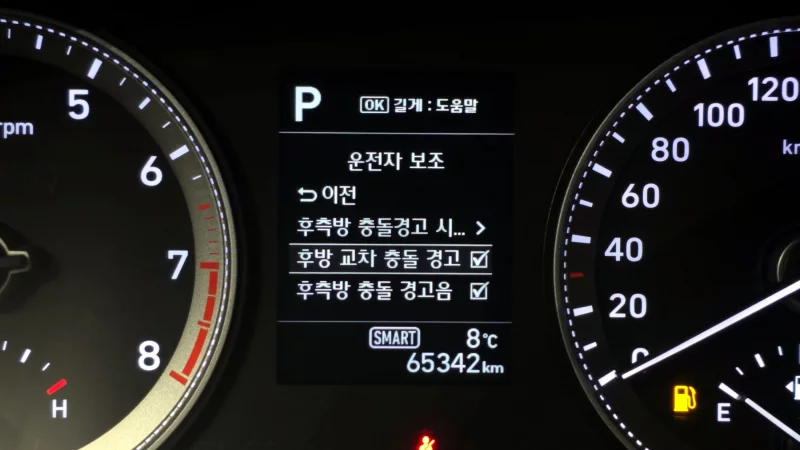 5
6
7
8
rpm
H
P
OK 길게 : 도움말
운전자 보조
이전
후측방 충돌경고 시...
후방 교차 충돌 경고
후측방 충돌 경고음
SMART 8℃
65342km
120
100
80
60
40
20
0
E